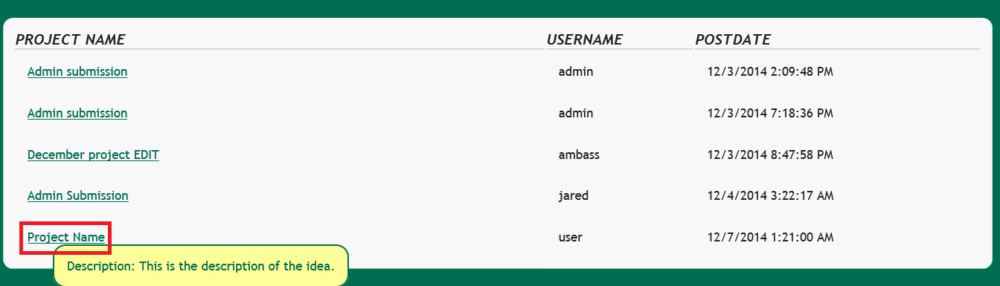 PROJECT NAME USERNAME POSTDATE
Admin submission admin 12/3/2014 2:09:48 PM
Admin submission admin 12/3/2014 7:18:36 PM
December project EDIT ambass 12/3/2014 8:47:58 PM
Admin Submission jared 12/4/2014 3:22:17 AM
Project Name user 12/7/2014 1:21:00 AM
Description: This is the description of the idea.